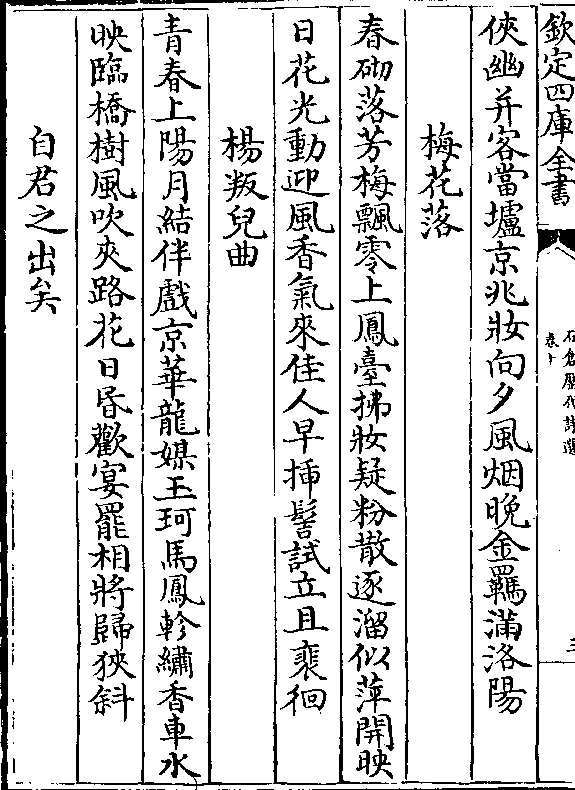 欽定四庫全書
石倉歷代詩選
卷十
三
俠幽并客當壚京兆妝向夕風烟晚金羈滿洛陽
梅花落
春砌落芳梅飄零上鳳臺拂妝疑粉散逐溜似萍開映
日花光動迎風香氣來佳人早插髻試立且裵徊
楊叛兒曲
青春上陽月結伴戲京華龍媒玉珂馬鳳軫繡香車水
映臨橋樹風吹夾路花日昏歡宴罷相將歸狹斜
自君之出矣